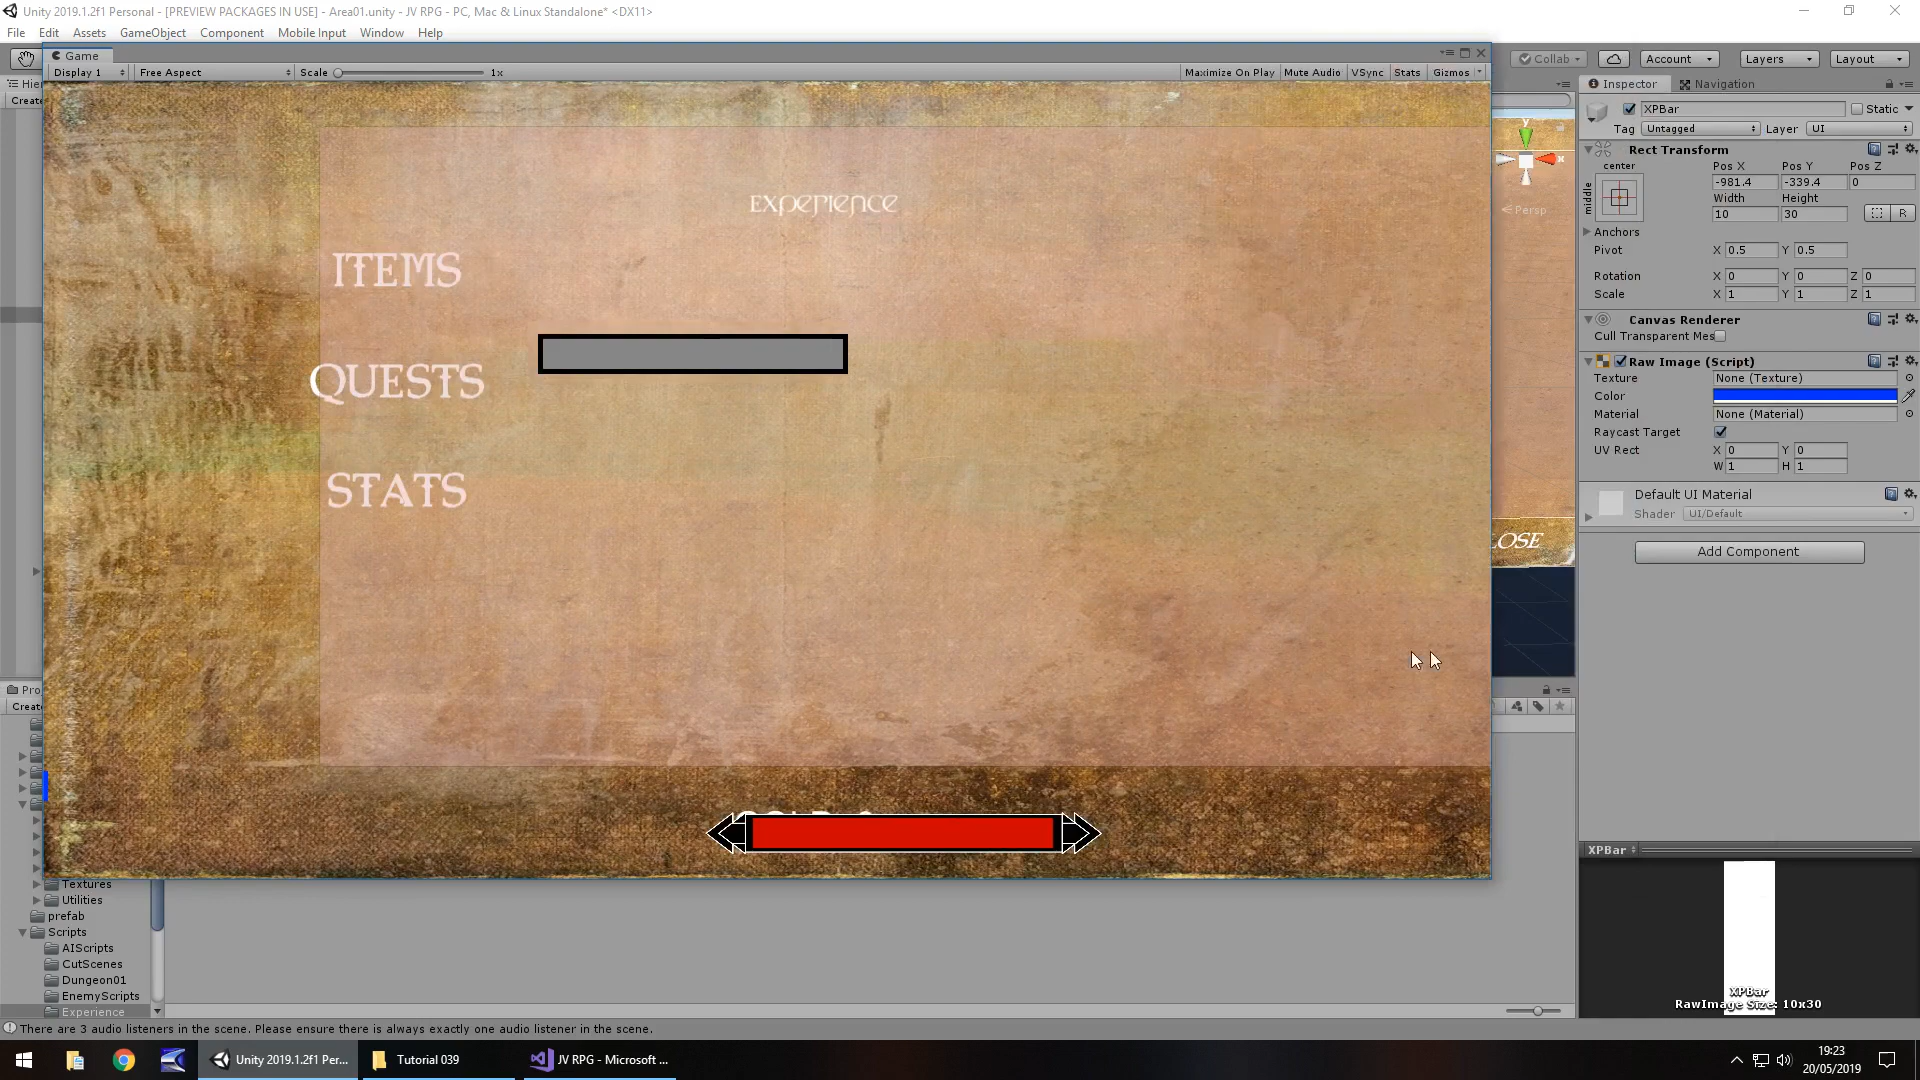 Unity 2019.1.2f1 Personal - [PREVIEW PACKAGES IN USE] - Area01.unity - JV RPG - PC, Mac & Linux Standalone* <DX11>
File Edit Assets GameObject Component Mobile Input Window Help
Game
Display 1 Free Aspect Scale 1x Maximize On Play Mute Audio VSync Stats Gizmos
Collab Account Layers Layout
Inspector Navigation
XPBar Static
Tag Untagged Layer UI
Rect Transform
center Pos X Pos Y Pos Z
middle -981.4 -339.4 0
Width Height
10 30 R
Anchors
Pivot X 0.5 Y 0.5
Rotation X 0 Y 0 Z 0
Scale X 1 Y 1 Z 1
Canvas Renderer
Cull Transparent Mes
Raw Image (Script)
Texture None (Texture)
Color
Material None (Material)
Raycast Target
UV Rect X 0 Y 0
W 1 H 1
Default UI Material
Shader UI/Default
Add Component
Hier
Create
y
x
Persp
EXPERIENCE
ITEMS
QUESTS
STATS
LOSE
Pro
Create
Textures
Utilities
prefab
Scripts
AIScripts
CutScenes
Dungeon01
EnemyScripts
Experience
XPBar
XPBar
RawImage Size: 10x30
There are 3 audio listeners in the scene. Please ensure there is always exactly one audio listener in the scene.
Unity 2019.1.2f1 Per...
Tutorial 039
JV RPG - Microsoft ...
19:23
20/05/2019